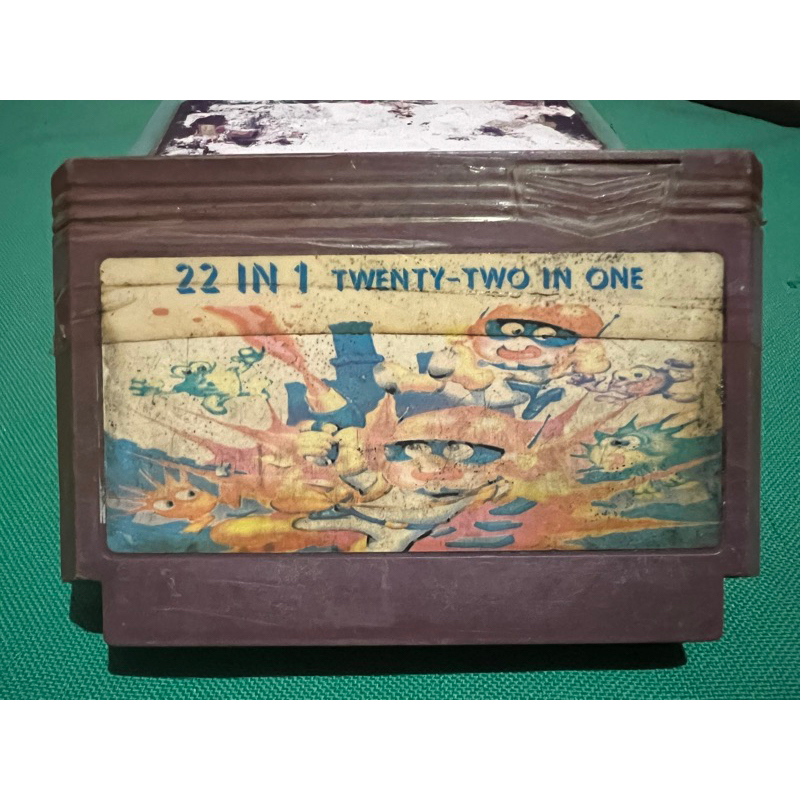 22 IN 1 TWENTY-TWO IN ONE